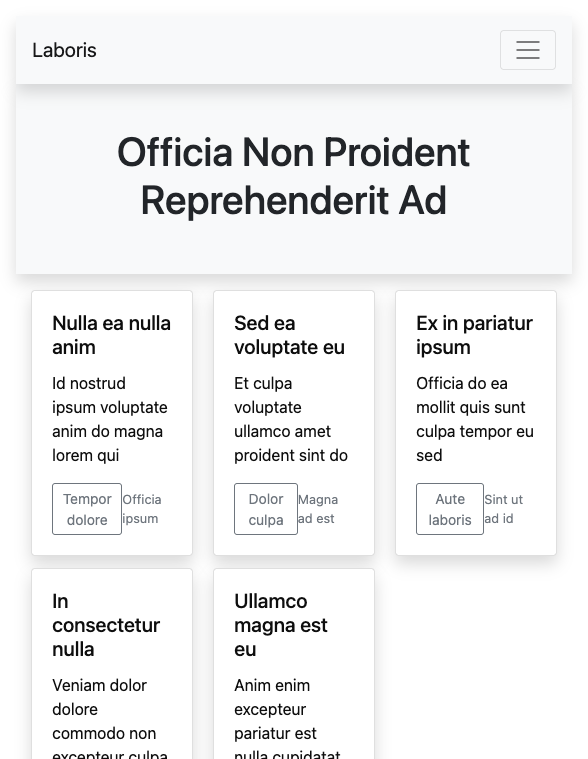 Laboris
Officia Non Proident
Reprehenderit Ad
Nulla ea nulla
anim
Id nostrud
ipsum voluptate
anim do magna
lorem qui
Tempor
dolore
Officia
ipsum
Sed ea
voluptate eu
Et culpa
voluptate
ullamco amet
proident sint do
Dolor
culpa
Magna
ad est
Ex in pariatur
ipsum
Officia do ea
mollit quis sunt
culpa tempor eu
sed
Aute
laboris
Sint ut
ad id
In
consectetur
nulla
Veniam dolor
dolore
commodo non
excepteur culpa
Ullamco
magna est
eu
Anim enim
excepteur
pariatur est
nulla cupidatat